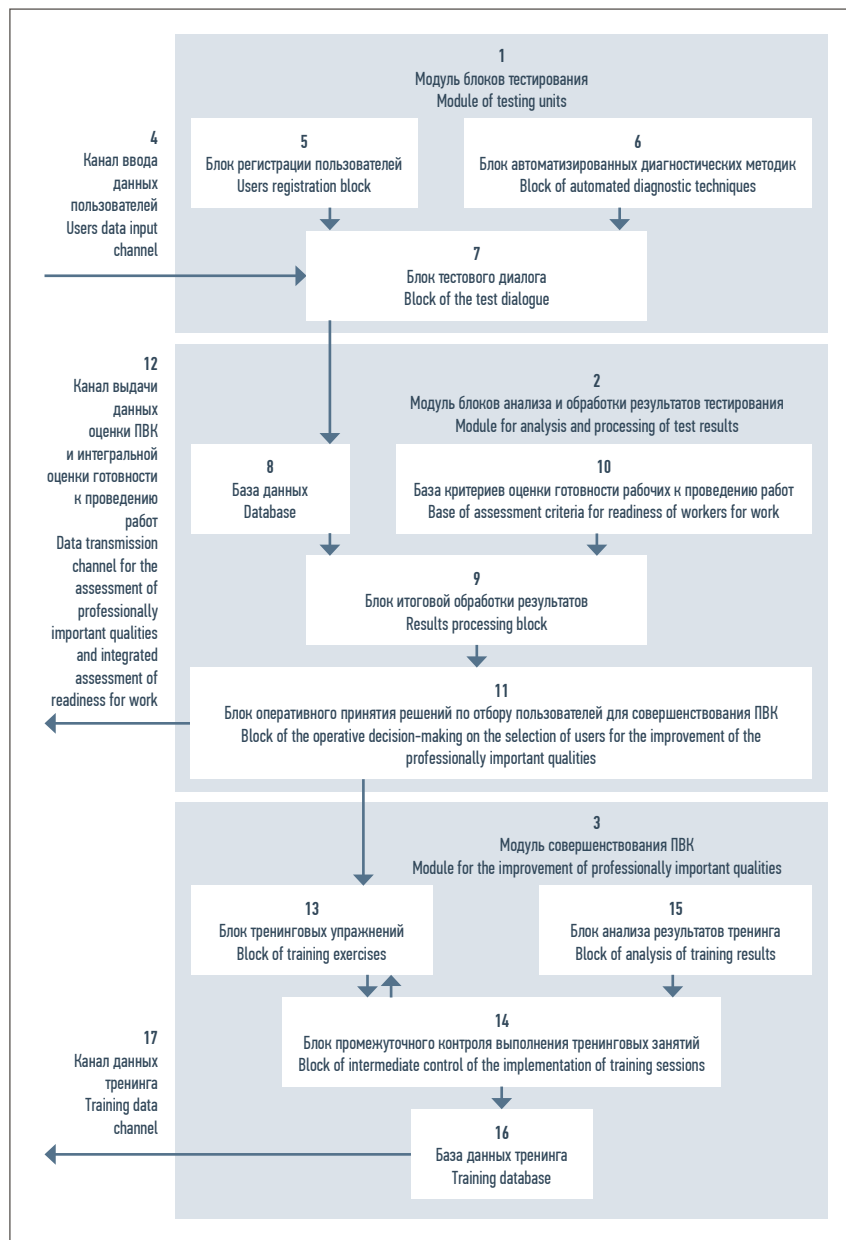 1
Модуль блоков тестирования
Module of testing units
4
Канал ввода
данных
пользователей
Users data input
channel
5
Блок регистрации пользователей
Users registration block
6
Блок автоматизированных диагностических методик
Block of automated diagnostic techniques
7
Блок тестового диалога
Block of the test dialogue
12
Канал выдачи
данных
оценки ПВК
и интегральной
оценки готовности
к проведению
работ
Data transmission
channel for the
assessment of
professionally
important qualities
and integrated
assessment of
readiness for work
2
Модуль блоков анализа и обработки результатов тестирования
Module for analysis and processing of test results
8
База данных
Database
10
База критериев оценки готовности рабочих к проведению работ
Base of assessment criteria for readiness of workers for work
9
Блок итоговой обработки результатов
Results processing block
11
Блок оперативного принятия решений по отбору пользователей для совершенствования ПВК
Block of the operative decision-making on the selection of users for the improvement of the
professionally important qualities
3
Модуль совершенствования ПВК
Module for the improvement of professionally important qualities
13
Блок тренинговых упражнений
Block of training exercises
15
Блок анализа результатов тренинга
Block of analysis of training results
14
Блок промежуточного контроля выполнения тренинговых занятий
Block of intermediate control of the implementation of training sessions
17
Канал данных
тренинга
Training data
channel
16
База данных тренинга
Training database